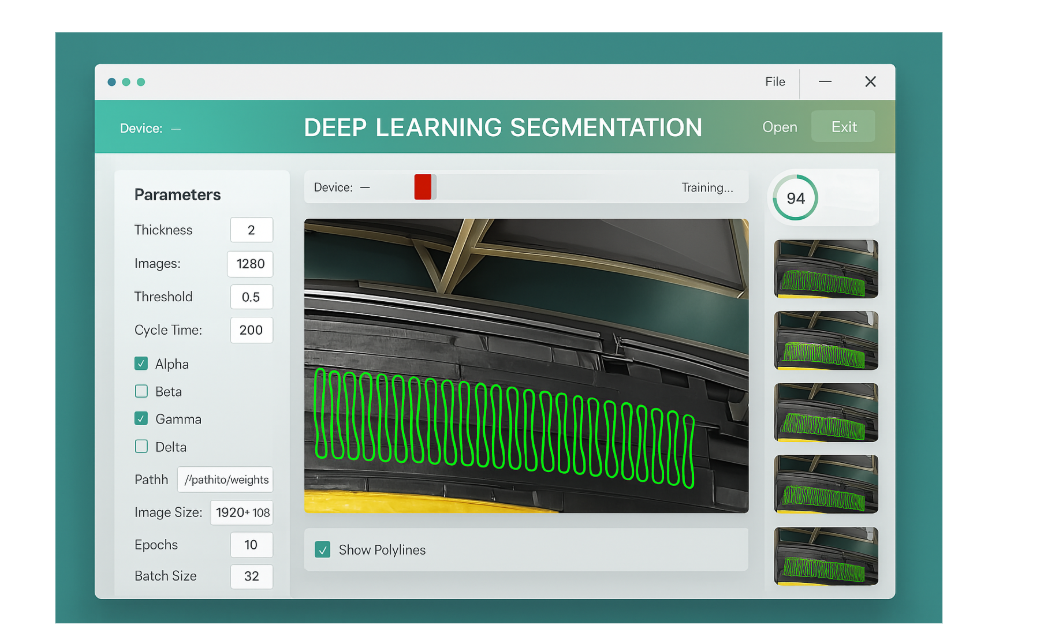 File
Device: —
DEEP LEARNING SEGMENTATION
Open
Exit
Parameters
Thickness 2
Images: 1280
Threshold 0.5
Cycle Time: 200
Alpha
Beta
Gamma
Delta
Pathh //pathito/weights
Image Size: 1920+ 108
Epochs 10
Batch Size 32
Device: —
Training...
Show Polylines
94